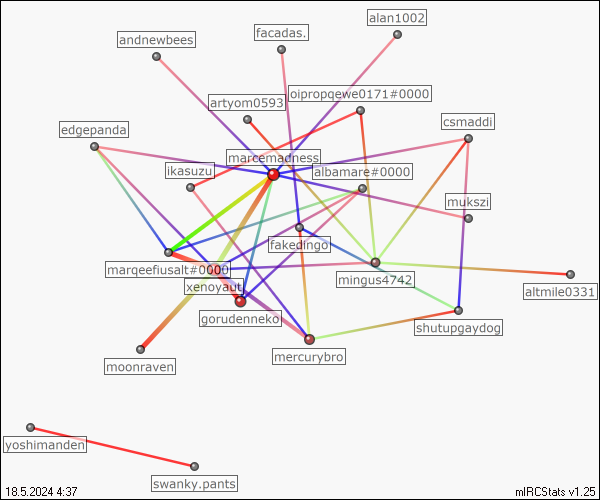 alan1002
facadas.
andnewbees
oipropqewe0171#0000
artyom0593
csmaddi
edgepanda
marcemadness
ikasuzu
albamare#0000
mukszi
fakedingo
marqeefiusalt#0000
mingus4742
xenoyaut
altmile0331
gorudenneko
shutupgaydog
mercurybro
moonraven
yoshimanden
swanky.pants
18.5.2024 4:37
mIRCStats v1.25